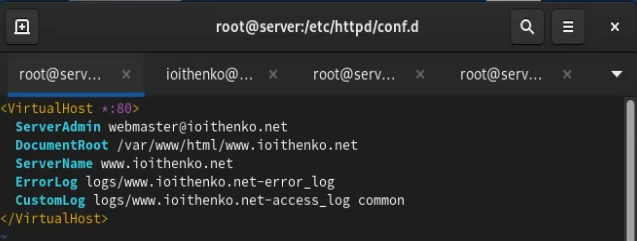 root@server:/etc/httpd/conf.d
root@serv... × ioithenko@... × root@serv... × root@serv... ×
<VirtualHost *:80>
  ServerAdmin webmaster@ioithenko.net
  DocumentRoot /var/www/html/www.ioithenko.net
  ServerName www.ioithenko.net
  ErrorLog logs/www.ioithenko.net-error_log
  CustomLog logs/www.ioithenko.net-access_log common
</VirtualHost>
~